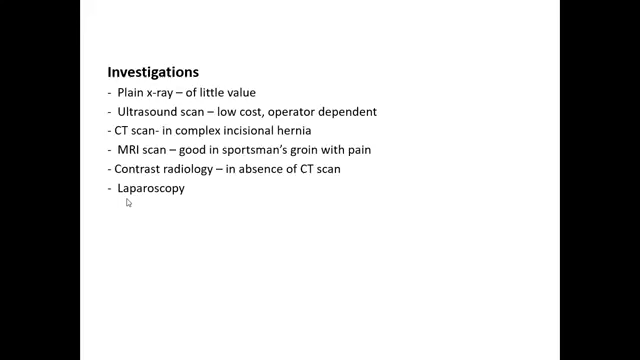 Investigations
- Plain x-ray – of little value
- Ultrasound scan – low cost, operator dependent
- CT scan- in complex incisional hernia
- MRI scan – good in sportsman's groin with pain
- Contrast radiology – in absence of CT scan
- Laparoscopy